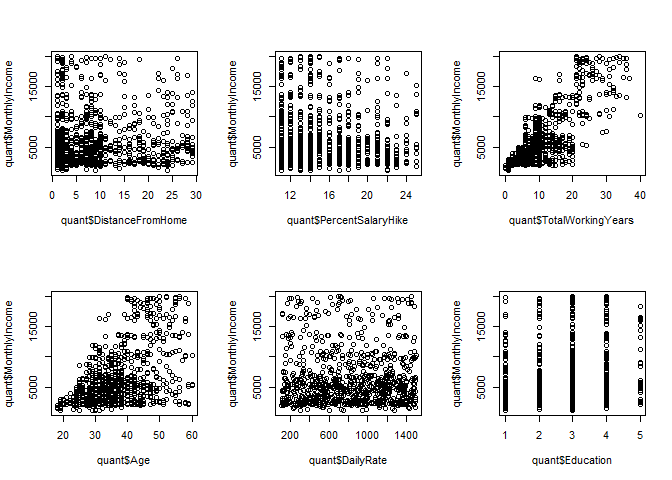 quant$MonthlyIncome
5000 15000
0 5 10 15 20 25 30
quant$DistanceFromHome
quant$MonthlyIncome
5000 15000
12 14 16 18 20 22 24
quant$PercentSalaryHike
quant$MonthlyIncome
5000 15000
0 10 20 30 40
quant$TotalWorkingYears
quant$MonthlyIncome
5000 15000
20 30 40 50 60
quant$Age
quant$MonthlyIncome
5000 15000
200 600 1000 1400
quant$DailyRate
quant$MonthlyIncome
5000 15000
1 2 3 4 5
quant$Education